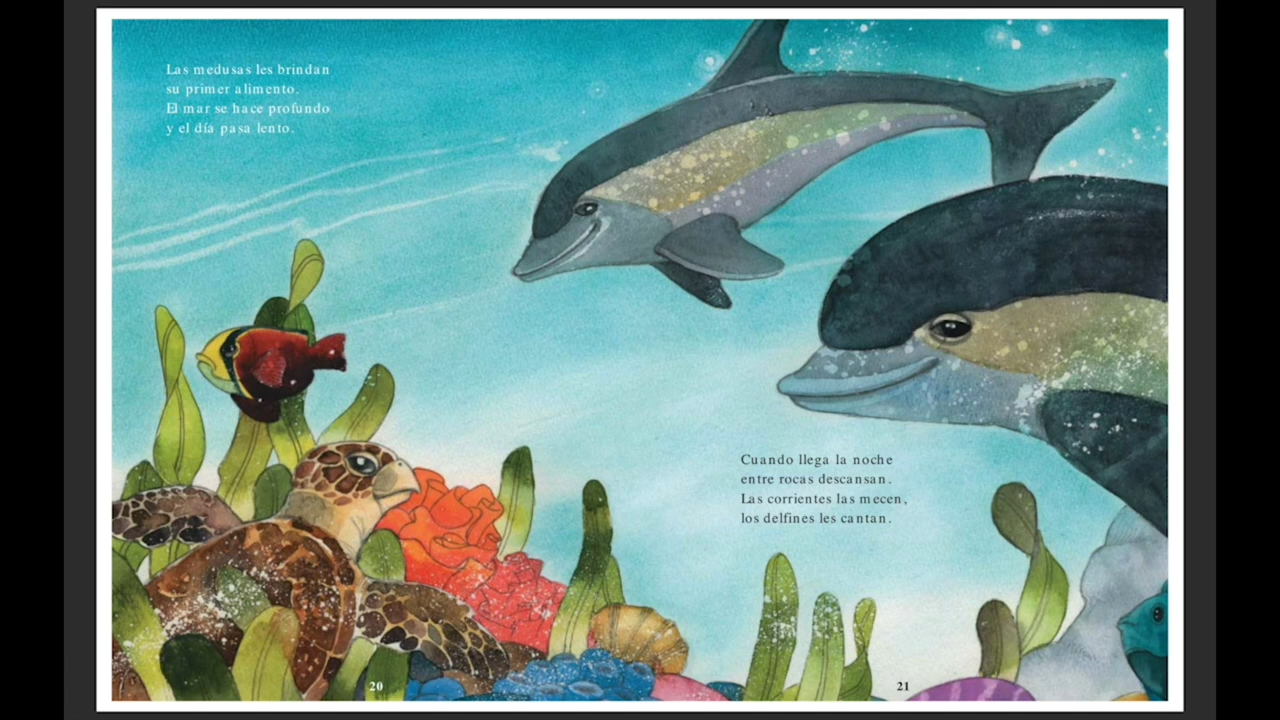 Las medusas les brindan
su primer alimento.
El mar se hace profundo
y el día pasa lento.
Cuando llega la noche
entre rocas descansan.
Las corrientes las mecen,
los delfines les cantan.
20
21